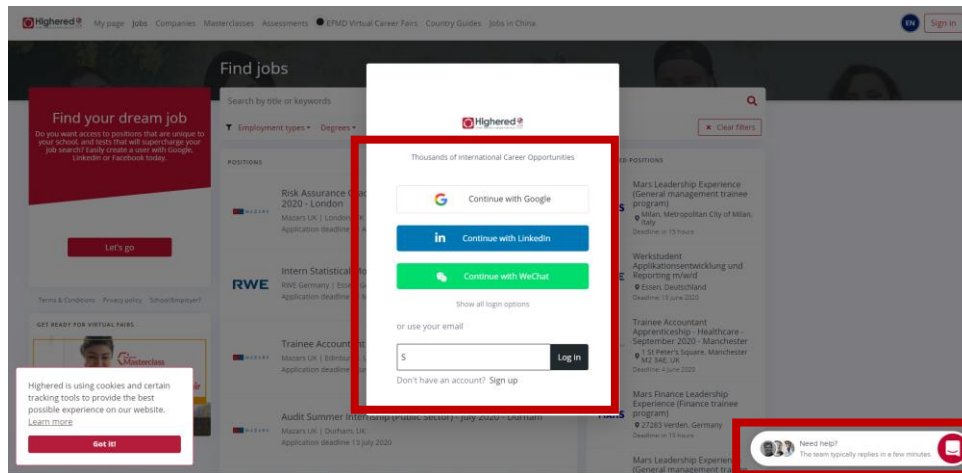 Highered
My page Jobs Companies Masterclasses Assessments EFMD Virtual Career Fairs Country Guides Jobs in China
EN
Sign in
Find jobs
Search by title or keywords
Employment types Degrees
Clear filters
Find your dream job
Do you want access to positions that are unique to
your school, and tests that will supercharge your
job search? Easily create a user with Google,
Linkedin or Facebook today.
Let's go
Terms & Conditions Privacy policy School/Employer?
GET READY FOR VIRTUAL FAIRS
Masterclass
Highered is using cookies and certain
tracking tools to provide the best
possible experience on our website.
Learn more
Got it!
POSITIONS
MAZARS
Risk Assurance
2020 - London
Mazars UK | London,
Application deadline
RWE
Intern Statistical
RWE Germany |
Application deadline
MAZARS
Trainee Accountant
Mazars UK |
Application deadline
MAZARS
Audit Summer Internship (Public Sector) - July 2020 - Durham
Mazars UK | Durham, UK
Application deadline 13 July 2020
Highered
Thousands of International Career Opportunities
Continue with Google
in Continue with LinkedIn
Continue with WeChat
Show all login options
or use your email
S
Log in
Don't have an account? Sign up
POSITIONS
Mars Leadership Experience
(General management trainee
program)
Milan, Metropolitan City of Milan,
Italy
Deadline: in 15 hours
Werkstudent
Applikationsentwicklung und
Reporting m/w/d
Essen, Deutschland
Deadline: 13 June 2020
Trainee Accountant
Apprenticeship - Healthcare -
September 2020 - Manchester
1 St Peter's Square, Manchester
M2 3AE, UK
Deadline: 4 June 2020
Mars Finance Leadership
Experience (Finance trainee
program)
27283 Verden, Germany
Deadline: in 15 hours
Mars Leadership Experience
(General management trainee
Need help?
The team typically replies in a few minutes.